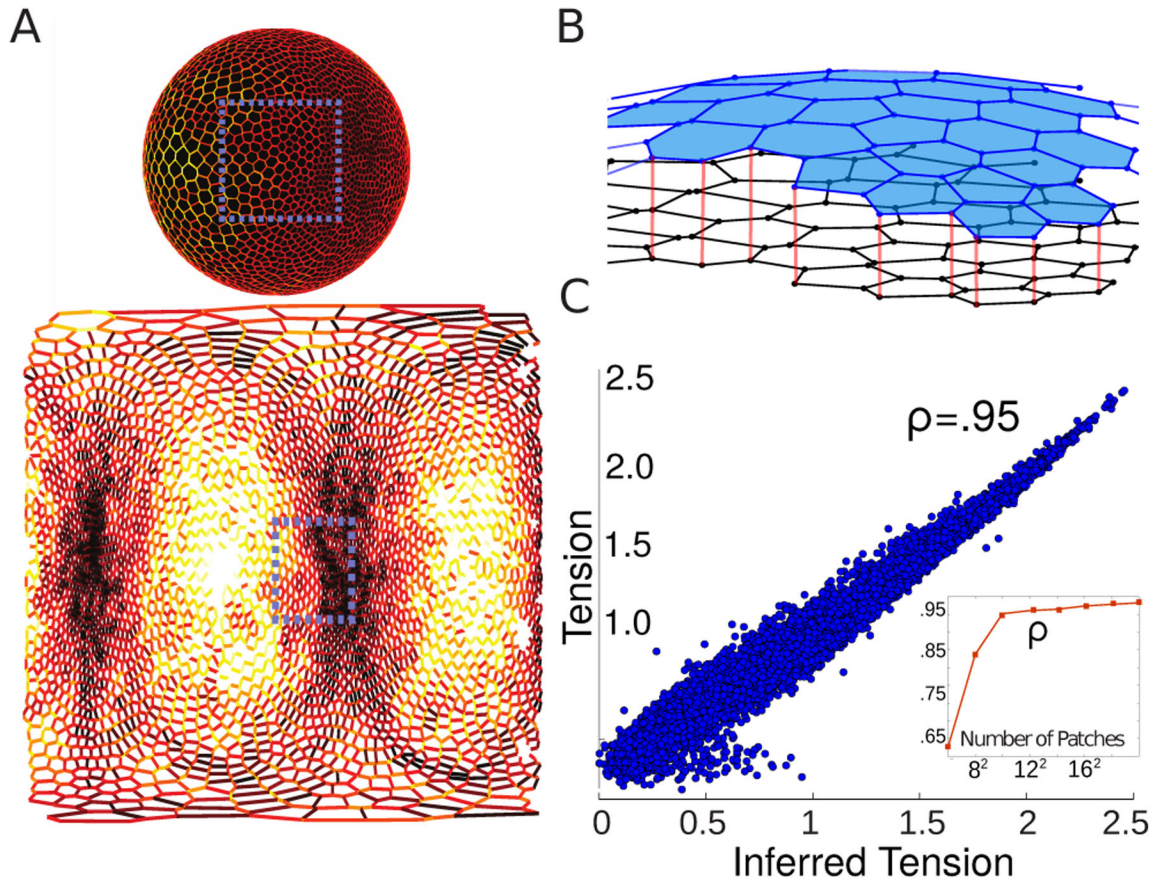 A
B
C
2.5
2.0
1.5
1.0
Tension
ρ=.95
.95
.85
.75
.65
ρ
Number of Patches
8²
12²
16²
0
0.5
1
1.5
2
2.5
Inferred Tension